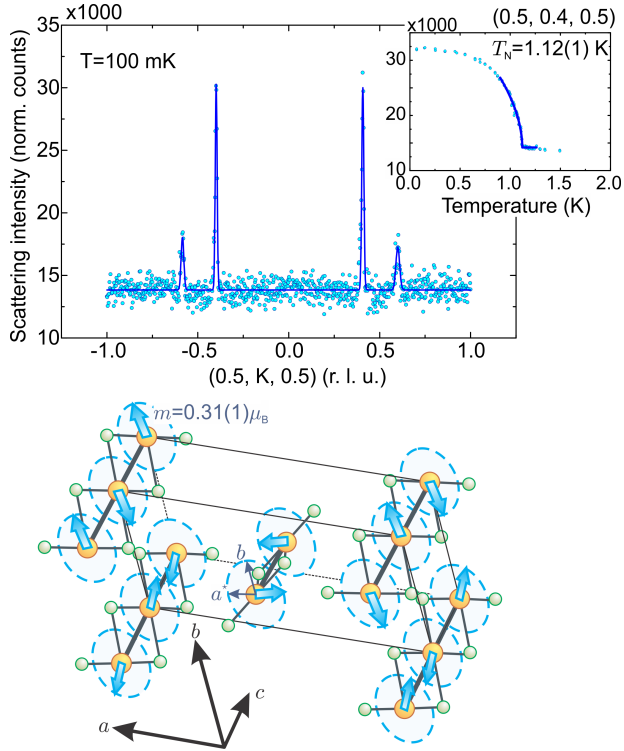 x1000
35
30
25
20
15
10
Scattering intensity (norm. counts)
T=100 mK
-1.0 -0.5 0.0 0.5 1.0
(0.5, K, 0.5) (r. l. u.)
x1000 (0.5, 0.4, 0.5)
TN=1.12(1) K
30
20
10
0.0 0.5 1.0 1.5 2.0
Temperature (K)
m=0.31(1)μB
b
a*
b
c
a